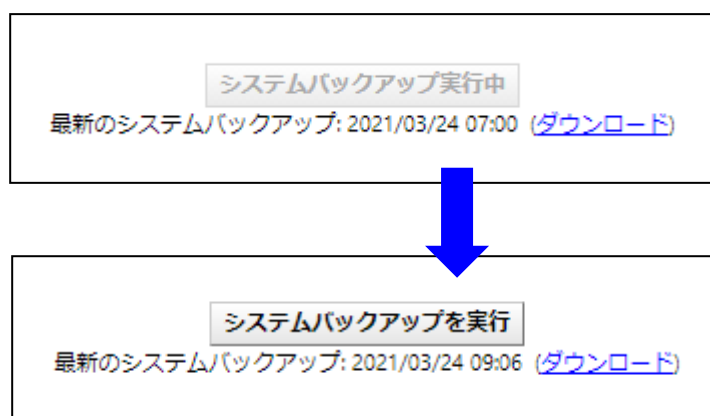 システムバックアップ実行中
最新のシステムバックアップ: 2021/03/24 07:00 (ダウンロード)
システムバックアップを実行
最新のシステムバックアップ: 2021/03/24 09:06 (ダウンロード)